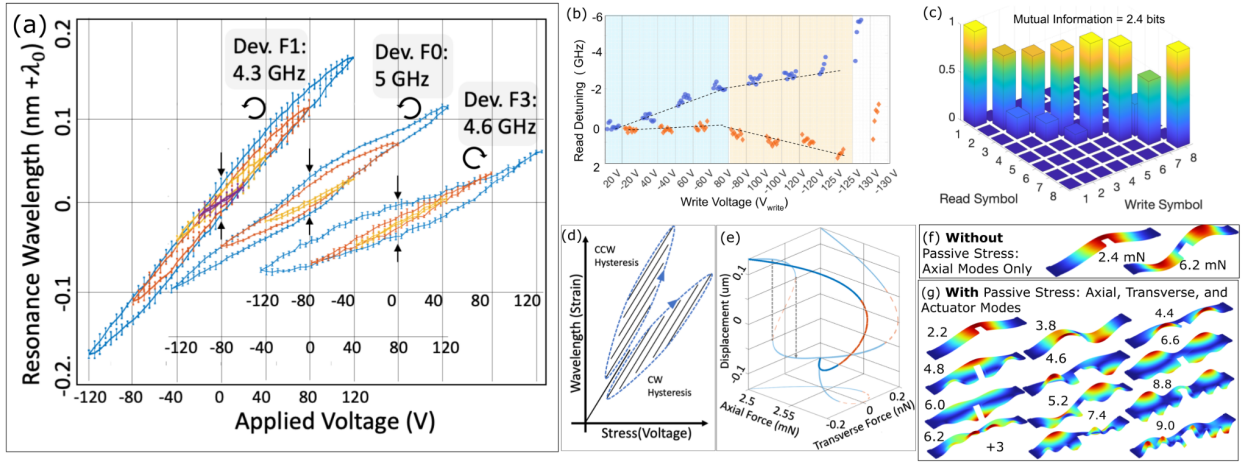 (a)
Resonance Wavelength (nm +λ0)
0.2
0.1
0.
-0.1
-0.2
Dev. F1:
4.3 GHz
Dev. F0:
5 GHz
Dev. F3:
4.6 GHz
-120 -80 -40 0 40 80 120
-120 -80 -40 0 40 80 120
-120 -80 -40 0 40 80 120
Applied Voltage (V)
(b)
Read Detuning ( GHz)
-6
-4
-2
0
2
20 V
-20 V
40 V
-40 V
60 V
-60 V
80 V
-80 V
100 V
-100 V
120 V
-120 V
125 V
-125 V
130 V
-130 V
Write Voltage (Vwrite)
(c)
Mutual Information = 2.4 bits
1
0.5
0
1 2 3 4 5 6 7 8
Read Symbol
1 2 3 4 5 6 7 8
Write Symbol
(d)
CCW
Hysteresis
CW
Hysteresis
Wavelength (Strain)
Stress(Voltage)
(e)
Displacement (um)
0.1
0
-0.1
2.5
2.55
Axial Force (mN)
-0.2
0
0.2
Transverse Force (nN)
(f) Without
Passive Stress:
Axial Modes Only
2.4 mN
6.2 mN
(g) With Passive Stress: Axial, Transverse, and
Actuator Modes
2.2
3.8
4.4
4.8
4.6
6.6
6.0
5.2
8.8
6.2
7.4
9.0
+3